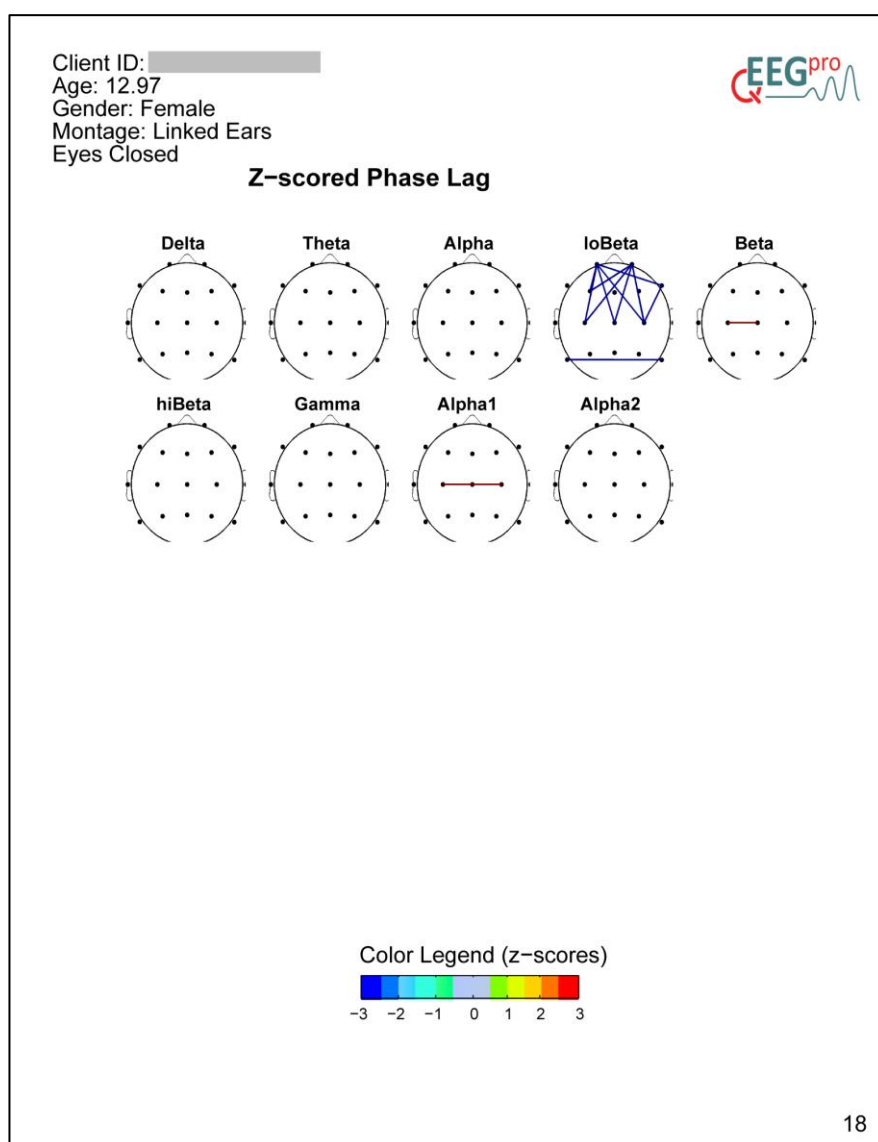 Client ID:
Age: 12.97
Gender: Female
Montage: Linked Ears
Eyes Closed
QEEGpro
Z−scored Phase Lag
Delta Theta Alpha loBeta Beta
hiBeta Gamma Alpha1 Alpha2
Color Legend (z−scores)
−3 −2 −1 0 1 2 3
18